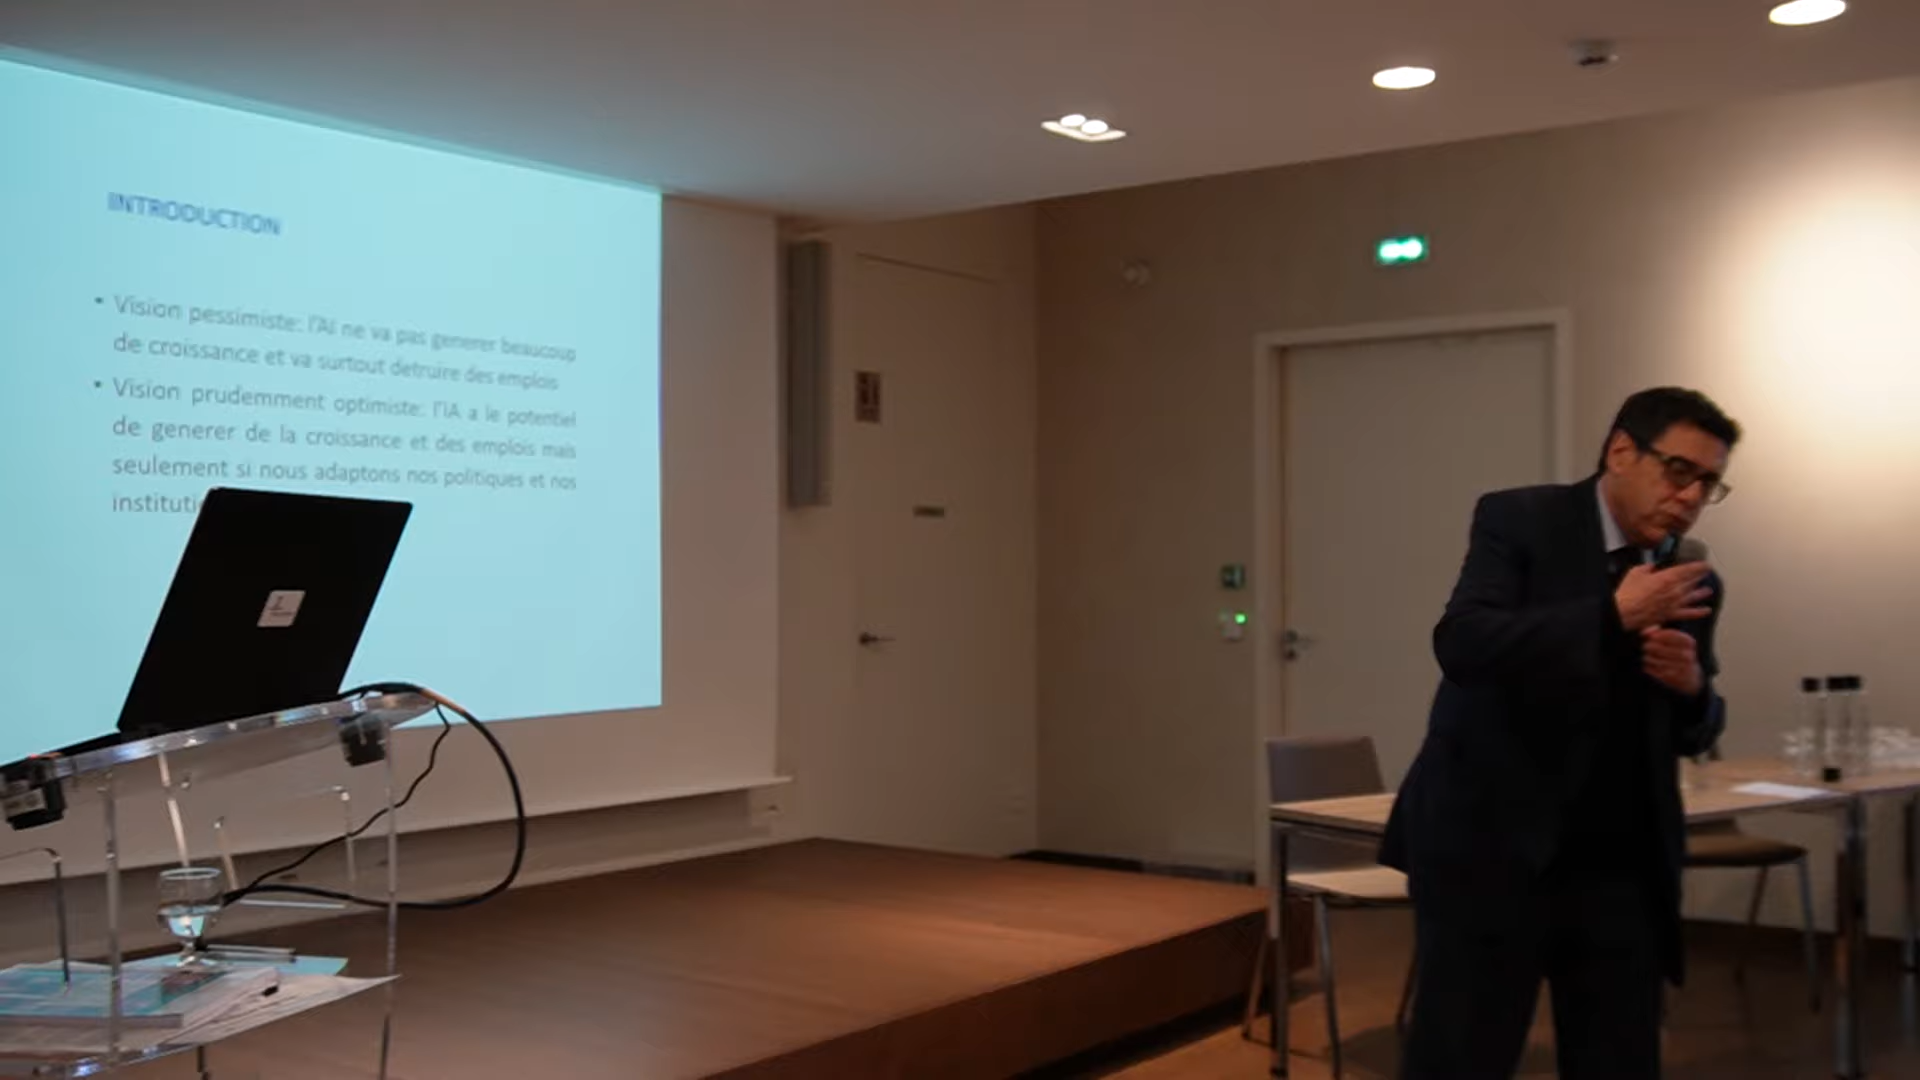 INTRODUCTION
• Vision pessimiste: l'AI ne va pas generer beaucoup
de croissance et va surtout detruire des emplois
• Vision prudemment optimiste: l'IA a le potentiel
de generer de la croissance et des emplois mais
seulement si nous adaptons nos politiques et nos